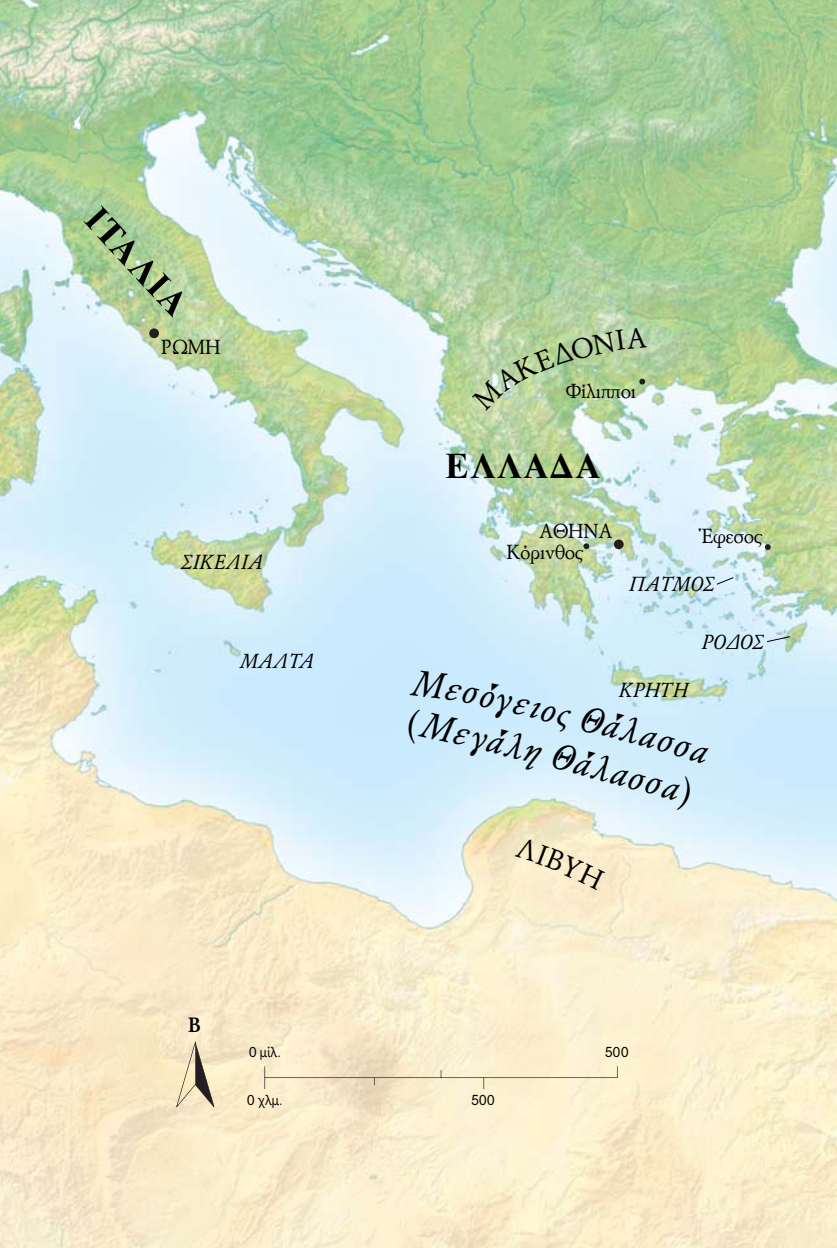 ΙΤΑΛΙΑ
ΡΩΜΗ
ΜΑΚΕΔΟΝΙΑ
Φίλιπποι
ΕΛΛΑΔΑ
ΑΘΗΝΑ
Κόρινθος
Έφεσος
ΣΙΚΕΛΙΑ
ΠΑΤΜΟΣ
ΡΟΔΟΣ
ΜΑΛΤΑ
ΚΡΗΤΗ
Μεσόγειος Θάλασσα
(Μεγάλη Θάλασσα)
ΛΙΒΥΗ
Β
0 μίλ. 500
0 χλμ. 500